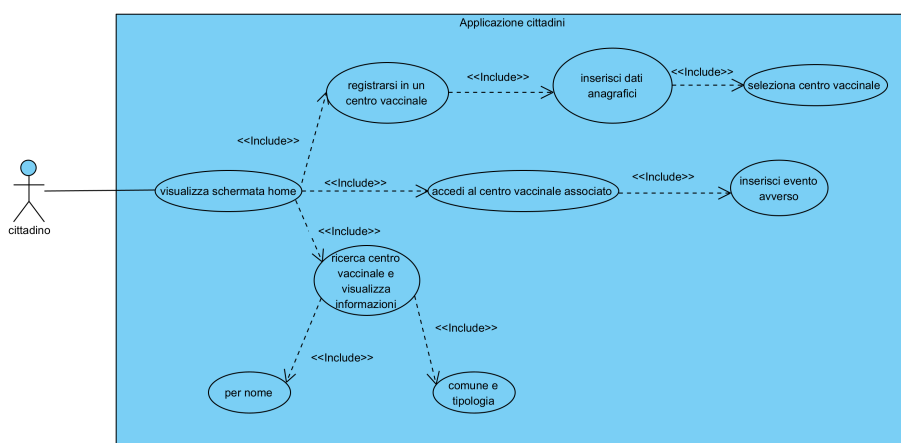 Applicazione cittadini
registrarsi in un
centro vaccinale
<<Include>>
inserisci dati
anagrafici
<<Include>>
seleziona centro vaccinale
<<Include>>
cittadino
visualizza schermata home
<<Include>>
accedi al centro vaccinale associato
<<Include>>
inserisci evento
avverso
<<Include>>
ricerca centro
vaccinale e
visualizza
informazioni
<<Include>>
<<Include>>
per nome
comune e
tipologia